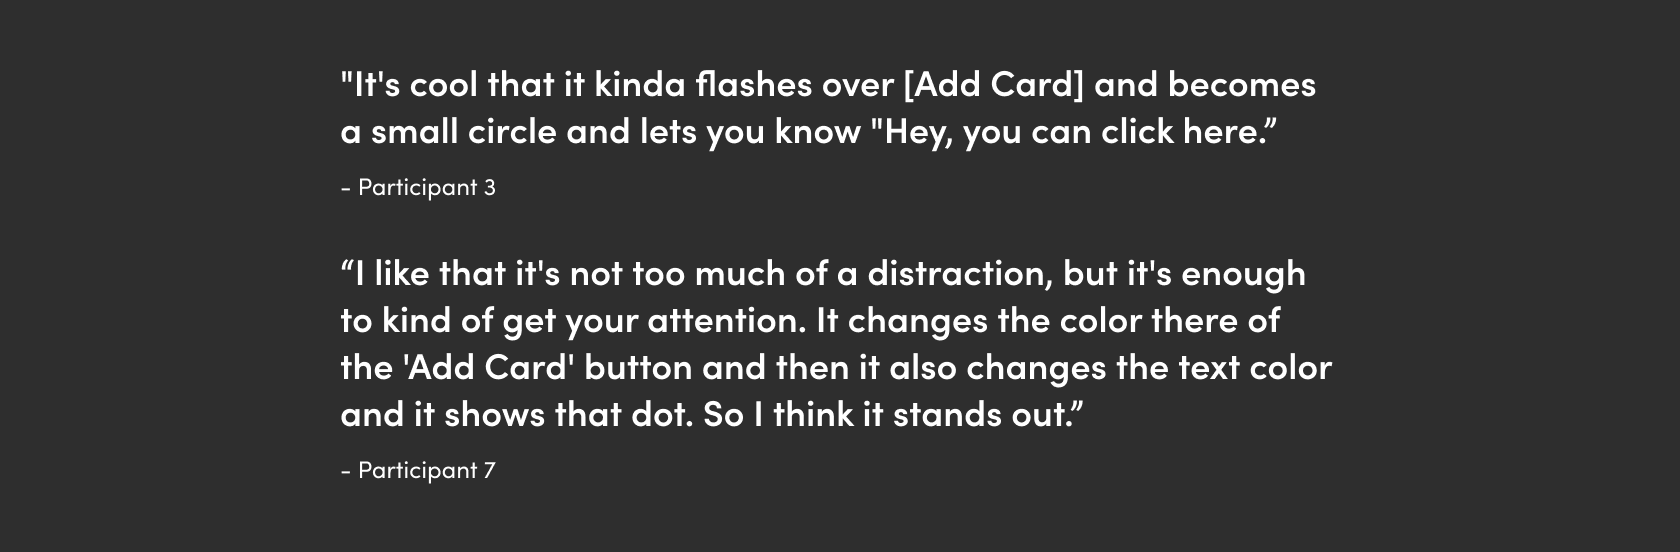 "It's cool that it kinda flashes over [Add Card] and becomes
a small circle and lets you know "Hey, you can click here.”
- Participant 3
“I like that it's not too much of a distraction, but it's enough
to kind of get your attention. It changes the color there of
the 'Add Card' button and then it also changes the text color
and it shows that dot. So I think it stands out.”
- Participant 7